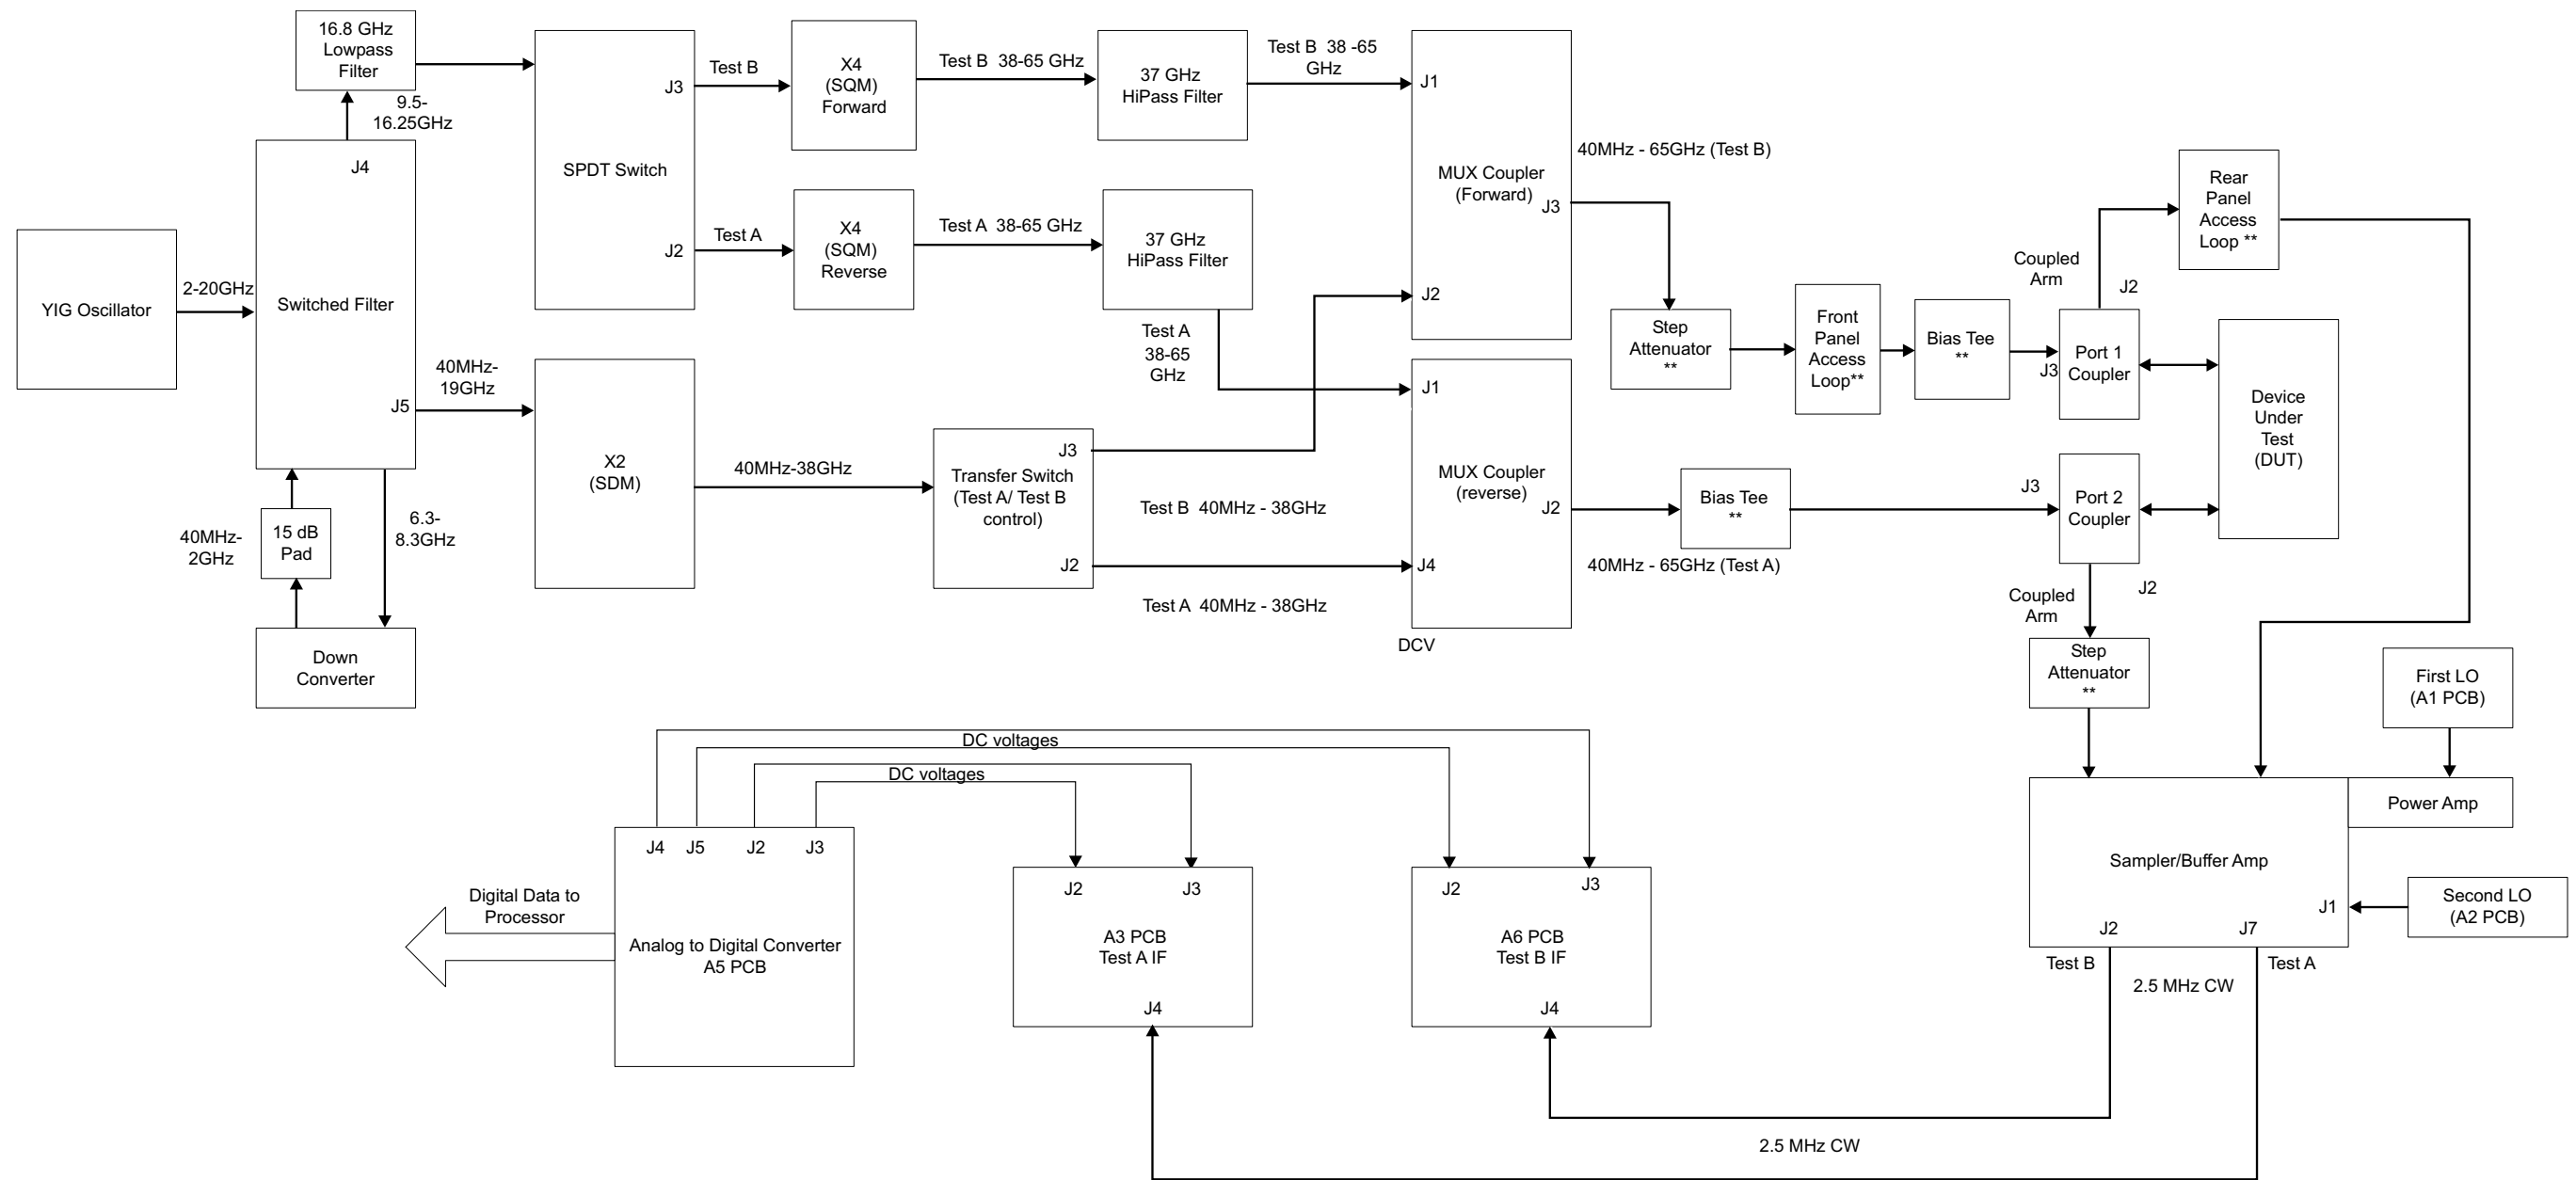 16.8 GHz
Lowpass
Filter
9.5-
16.25GHz
J4
YIG Oscillator
2-20GHz
Switched Filter
J5
40MHz-
19GHz
40MHz-
2GHz
15 dB
Pad
6.3-
8.3GHz
Down
Converter
SPDT Switch
J3
J2
Test B
Test A
X4
(SQM)
Forward
X4
(SQM)
Reverse
Test B 38-65 GHz
Test A 38-65 GHz
37 GHz
HiPass Filter
37 GHz
HiPass Filter
Test B 38 -65
GHz
Test A
38-65
GHz
X2
(SDM)
40MHz-38GHz
J3
Transfer Switch
(Test A/ Test B
control)
J2
Test B 40MHz - 38GHz
Test A 40MHz - 38GHz
J1
MUX Coupler
(Forward)
J3
J2
J1
MUX Coupler
(reverse)
J2
J4
DCV
40MHz - 65GHz (Test B)
40MHz - 65GHz (Test A)
Step
Attenuator
**
Front
Panel
Access
Loop**
Bias Tee
**
Bias Tee
**
J3
Port 1
Coupler
J2
Coupled
Arm
Rear
Panel
Access
Loop **
Device
Under
Test
(DUT)
J3
Port 2
Coupler
J2
Coupled
Arm
Step
Attenuator
**
First LO
(A1 PCB)
Power Amp
Sampler/Buffer Amp
J1
Second LO
(A2 PCB)
J2
J7
Test B
Test A
2.5 MHz CW
2.5 MHz CW
DC voltages
DC voltages
J4
J5
J2
J3
Analog to Digital Converter
A5 PCB
Digital Data to
Processor
J2
J3
A3 PCB
Test A IF
J4
J2
J3
A6 PCB
Test B IF
J4